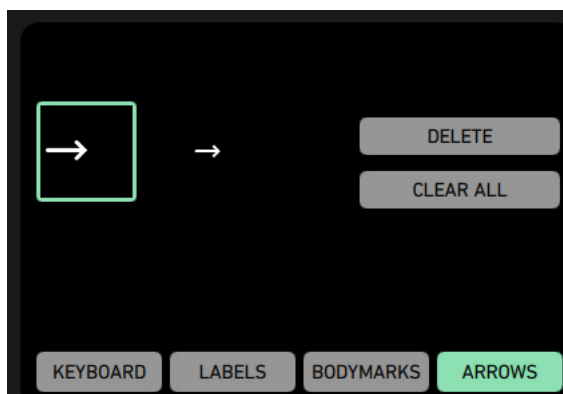 → → DELETE
CLEAR ALL
KEYBOARD LABELS BODYMARKS ARROWS